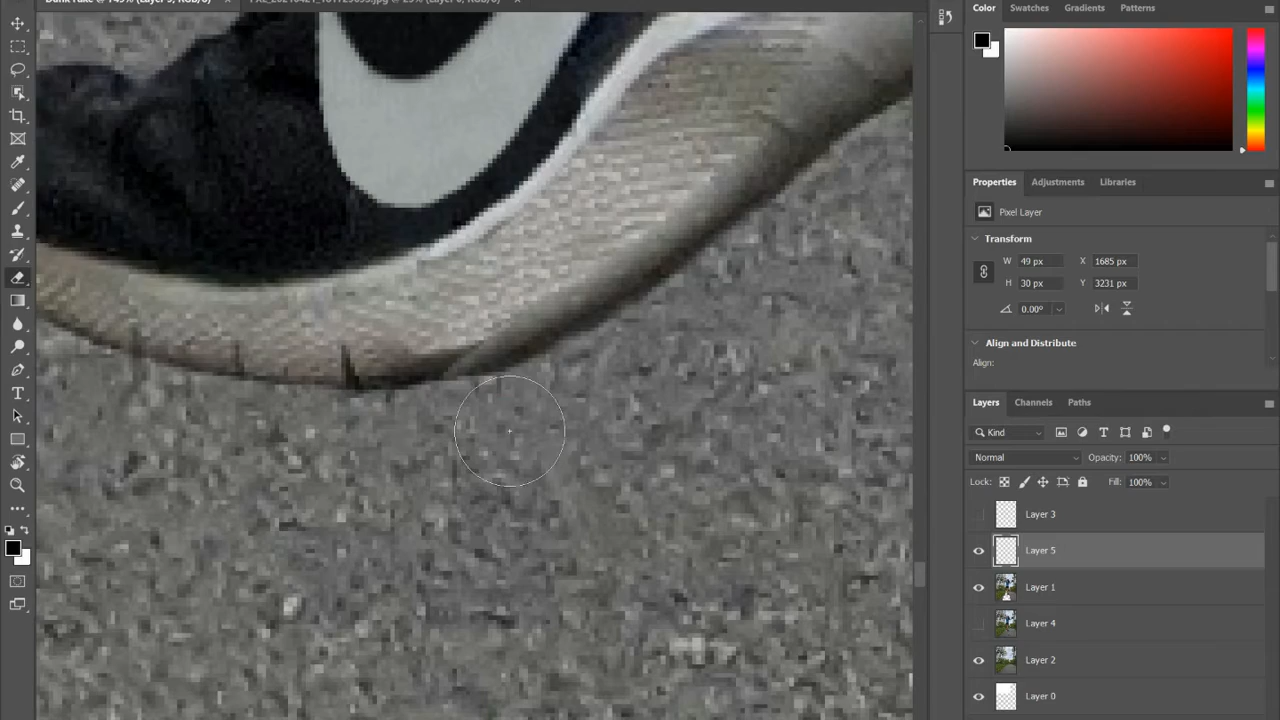 Color
Swatches
Gradients
Patterns
Properties
Adjustments
Libraries
Pixel Layer
Transform
W 49 px X 1685 px
H 30 px Y 3231 px
0.00°
Align and Distribute
Align:
Layers
Channels
Paths
Kind
Normal Opacity: 100%
Lock: Fill: 100%
Layer 3
Layer 5
Layer 1
Layer 4
Layer 2
Layer 0